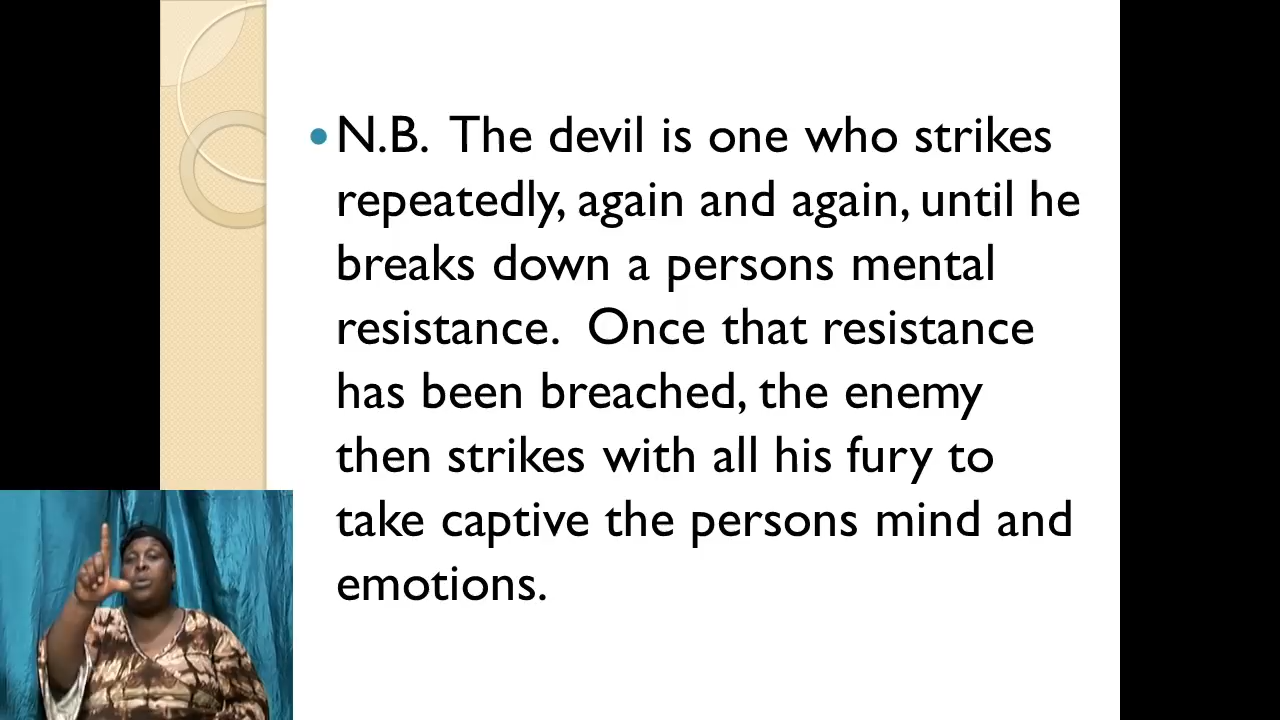 N.B. The devil is one who strikes
repeatedly, again and again, until he
breaks down a persons mental
resistance. Once that resistance
has been breached, the enemy
then strikes with all his fury to
take captive the persons mind and
emotions.